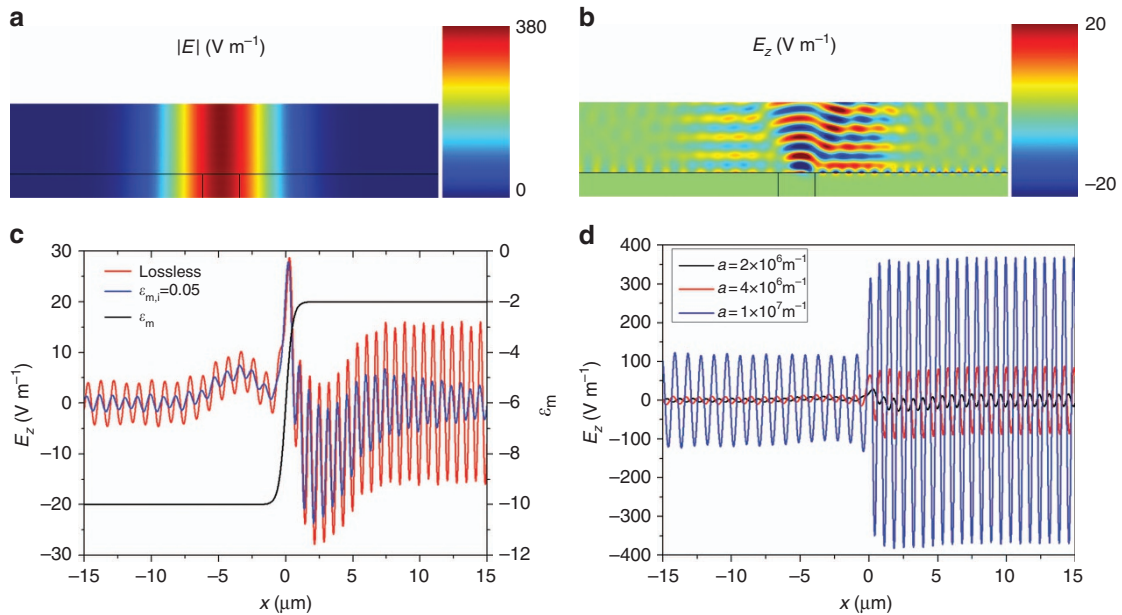 a
|E| (V m⁻¹)
380
0
b
E_z (V m⁻¹)
20
−20
c
30
20
10
0
−10
−20
−30
E_z (V m⁻¹)
Lossless
ε_m,i=0.05
ε_m
0
−2
−4
−6
−8
−10
−12
ε_m
−15
−10
−5
0
5
10
15
x (μm)
d
400
300
200
100
0
−100
−200
−300
−400
E_z (V m⁻¹)
a=2×10⁶m⁻¹
a=4×10⁶m⁻¹
a=1×10⁷m⁻¹
−15
−10
−5
0
5
10
15
x (μm)